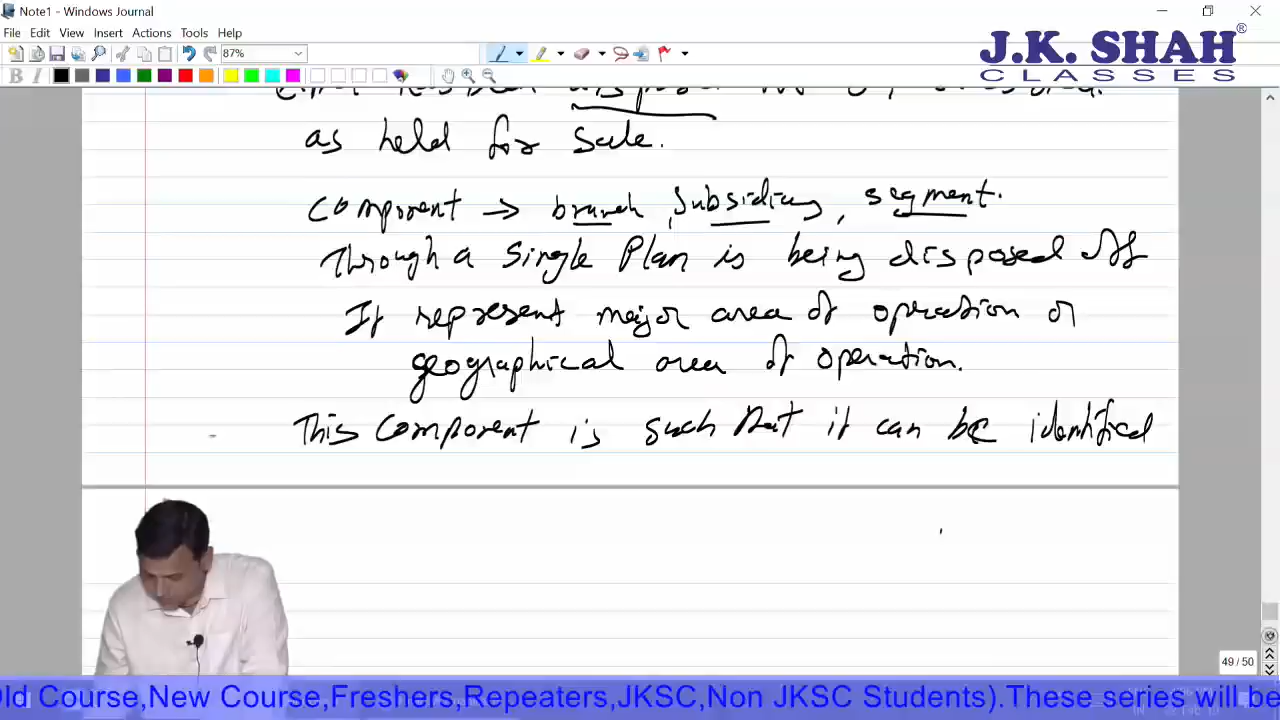 Note1 - Windows Journal
File Edit View Insert Actions Tools Help
87%
J.K. SHAH®
CLASSES
as held for sale.
Component → branch, Subsidiary, segment.
Through a Single Plan is being disposed off
If represent major area of operation or
geographical area of operation.
This Component is such that it can be identified
49 / 50
Old Course,New Course,Freshers,Repeaters,JKSC,Non JKSC Students).These series will be